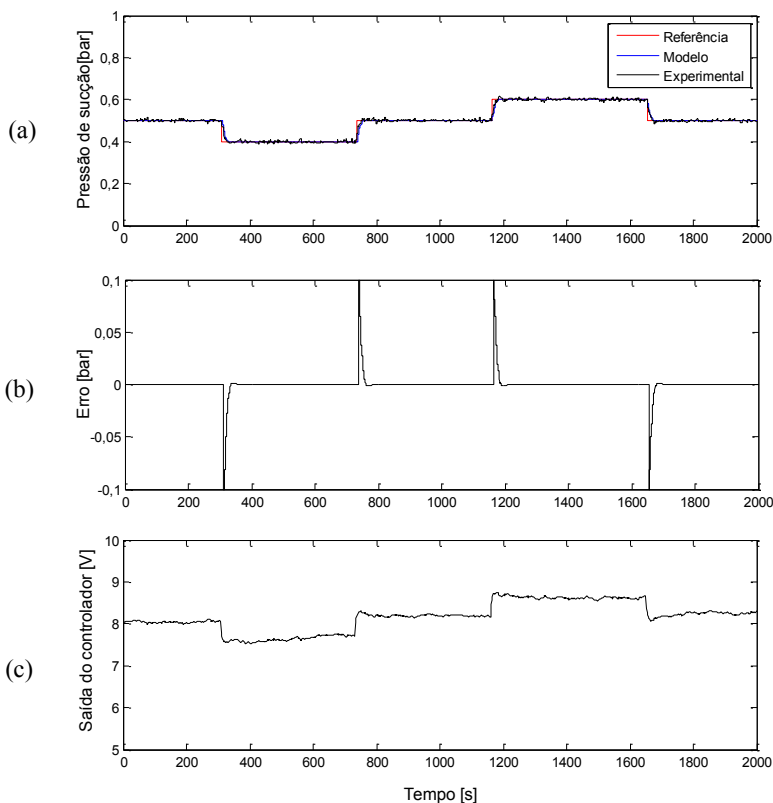 (a)
Pressão de sucção[bar]
1
0,8
0,6
0,4
0,2
0
Referência
Modelo
Experimental
0 200 400 600 800 1000 1200 1400 1600 1800 2000
(b)
Erro [bar]
0,1
0,05
0
-0,05
-0,1
0 200 400 600 800 1000 1200 1400 1600 1800 2000
(c)
Saída do controlador [V]
10
9
8
7
6
5
0 200 400 600 800 1000 1200 1400 1600 1800 2000
Tempo [s]